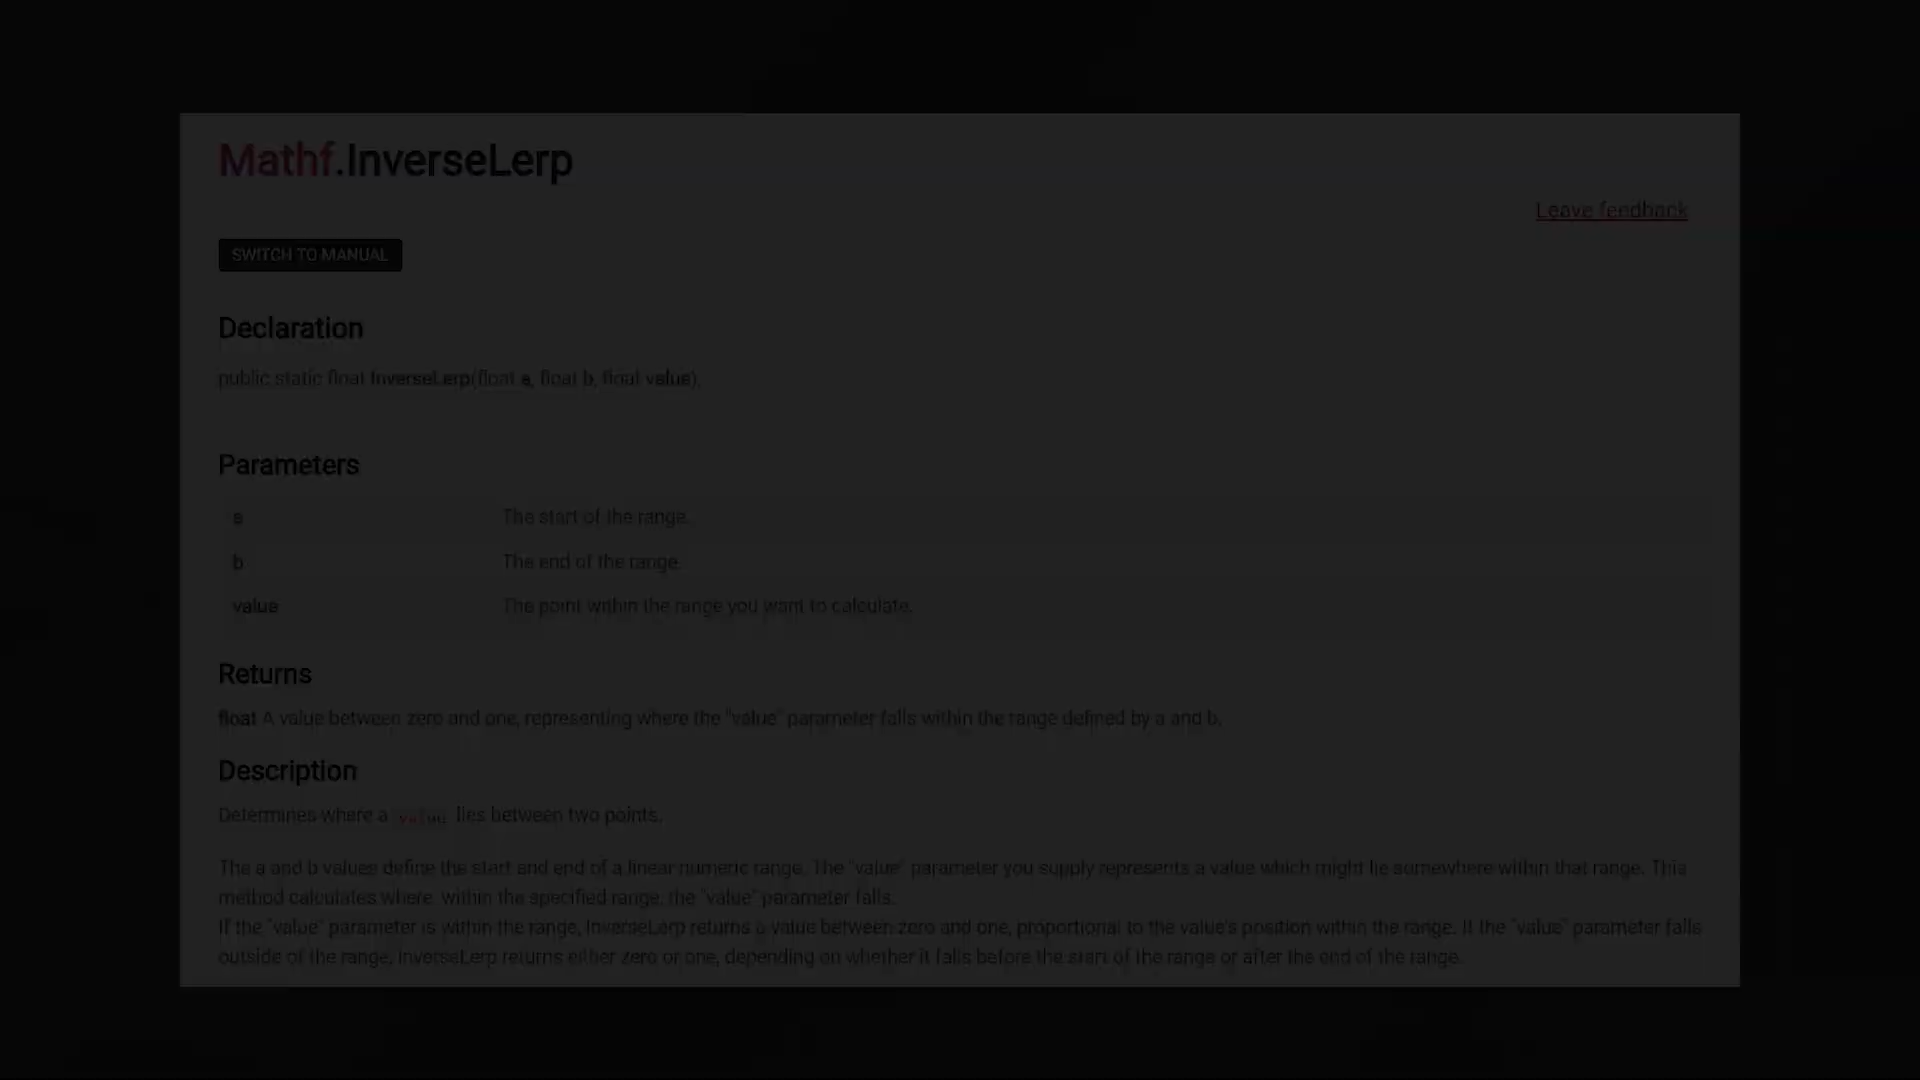 Mathf.InverseLerp
Leave feedback
SWITCH TO MANUAL
Declaration
public static float InverseLerp(float a, float b, float value);
Parameters
a The start of the range.
b The end of the range.
value The point within the range you want to calculate.
Returns
float A value between zero and one, representing where the "value" parameter falls within the range defined by a and b.
Description
Determines where a value lies between two points.
The a and b values define the start and end of a linear numeric range. The "value" parameter you supply represents a value which might lie somewhere within that range. This
method calculates where, within the specified range, the "value" parameter falls.
If the "value" parameter is within the range, InverseLerp returns a value between zero and one, proportional to the value's position within the range. If the "value" parameter falls
outside of the range, InverseLerp returns either zero or one, depending on whether it falls before the start of the range or after the end of the range.